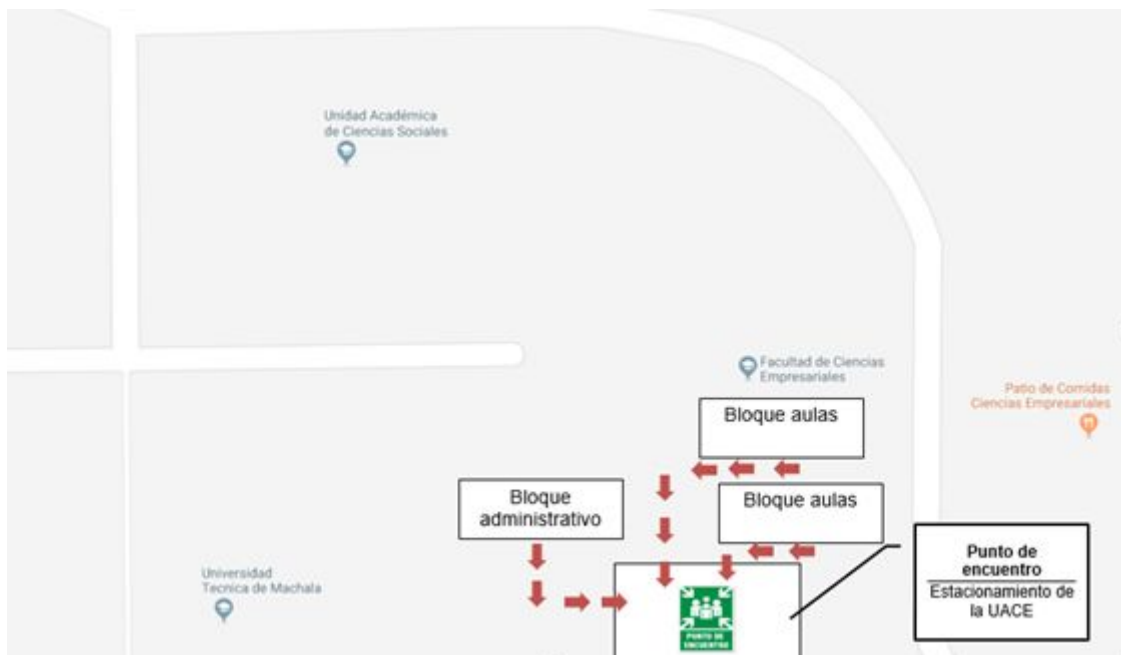 Unidad Académica
de Ciencias Sociales
Facultad de Ciencias
Empresariales
Patio de Comidas
Ciencias Empresariales
Bloque aulas
Bloque
administrativo
Bloque aulas
Punto de
encuentro
Estacionamiento de
la UACE
Universidad
Tecnica de Machala
PUNTO DE
ENCUENTRO